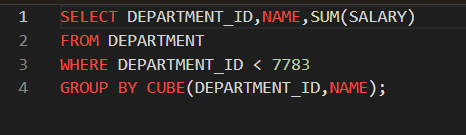 1 SELECT DEPARTMENT_ID,NAME,SUM(SALARY)
2 FROM DEPARTMENT
3 WHERE DEPARTMENT_ID < 7783
4 GROUP BY CUBE(DEPARTMENT_ID,NAME);